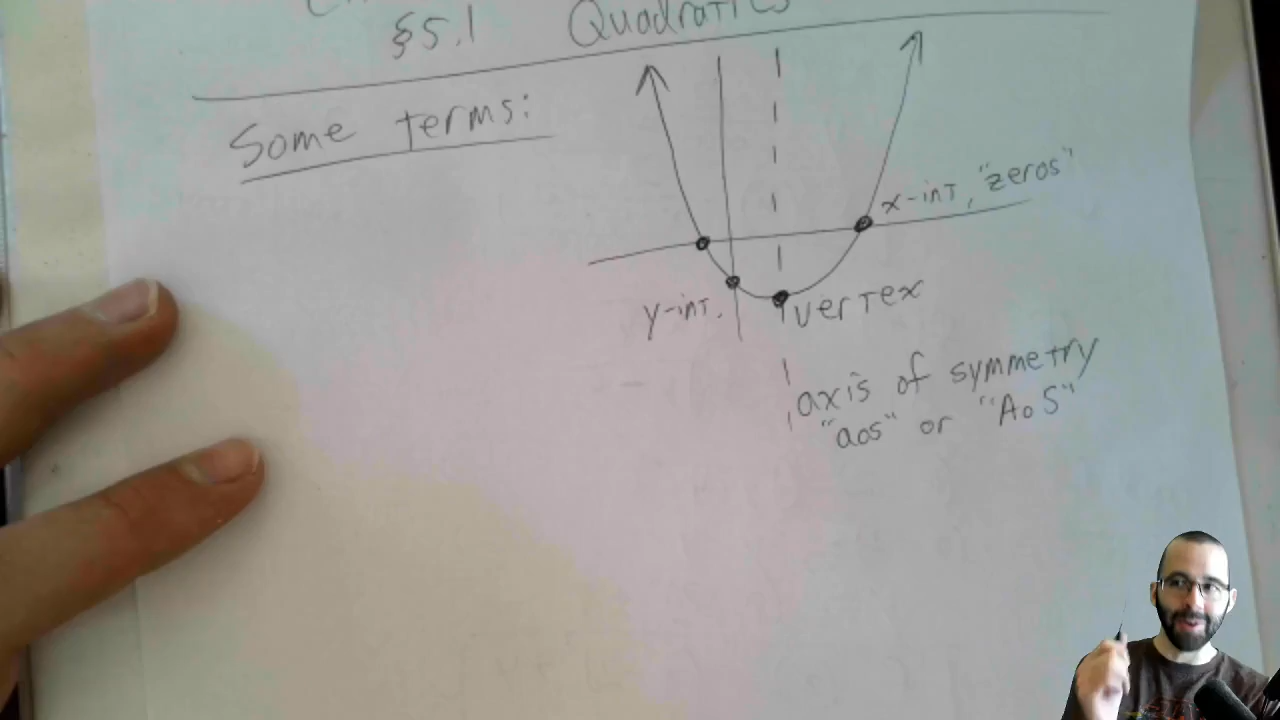 §5.1 Quadratics
Some terms:
x-int, "zeros"
y-int.
vertex
axis of symmetry
"aos" or "AoS"